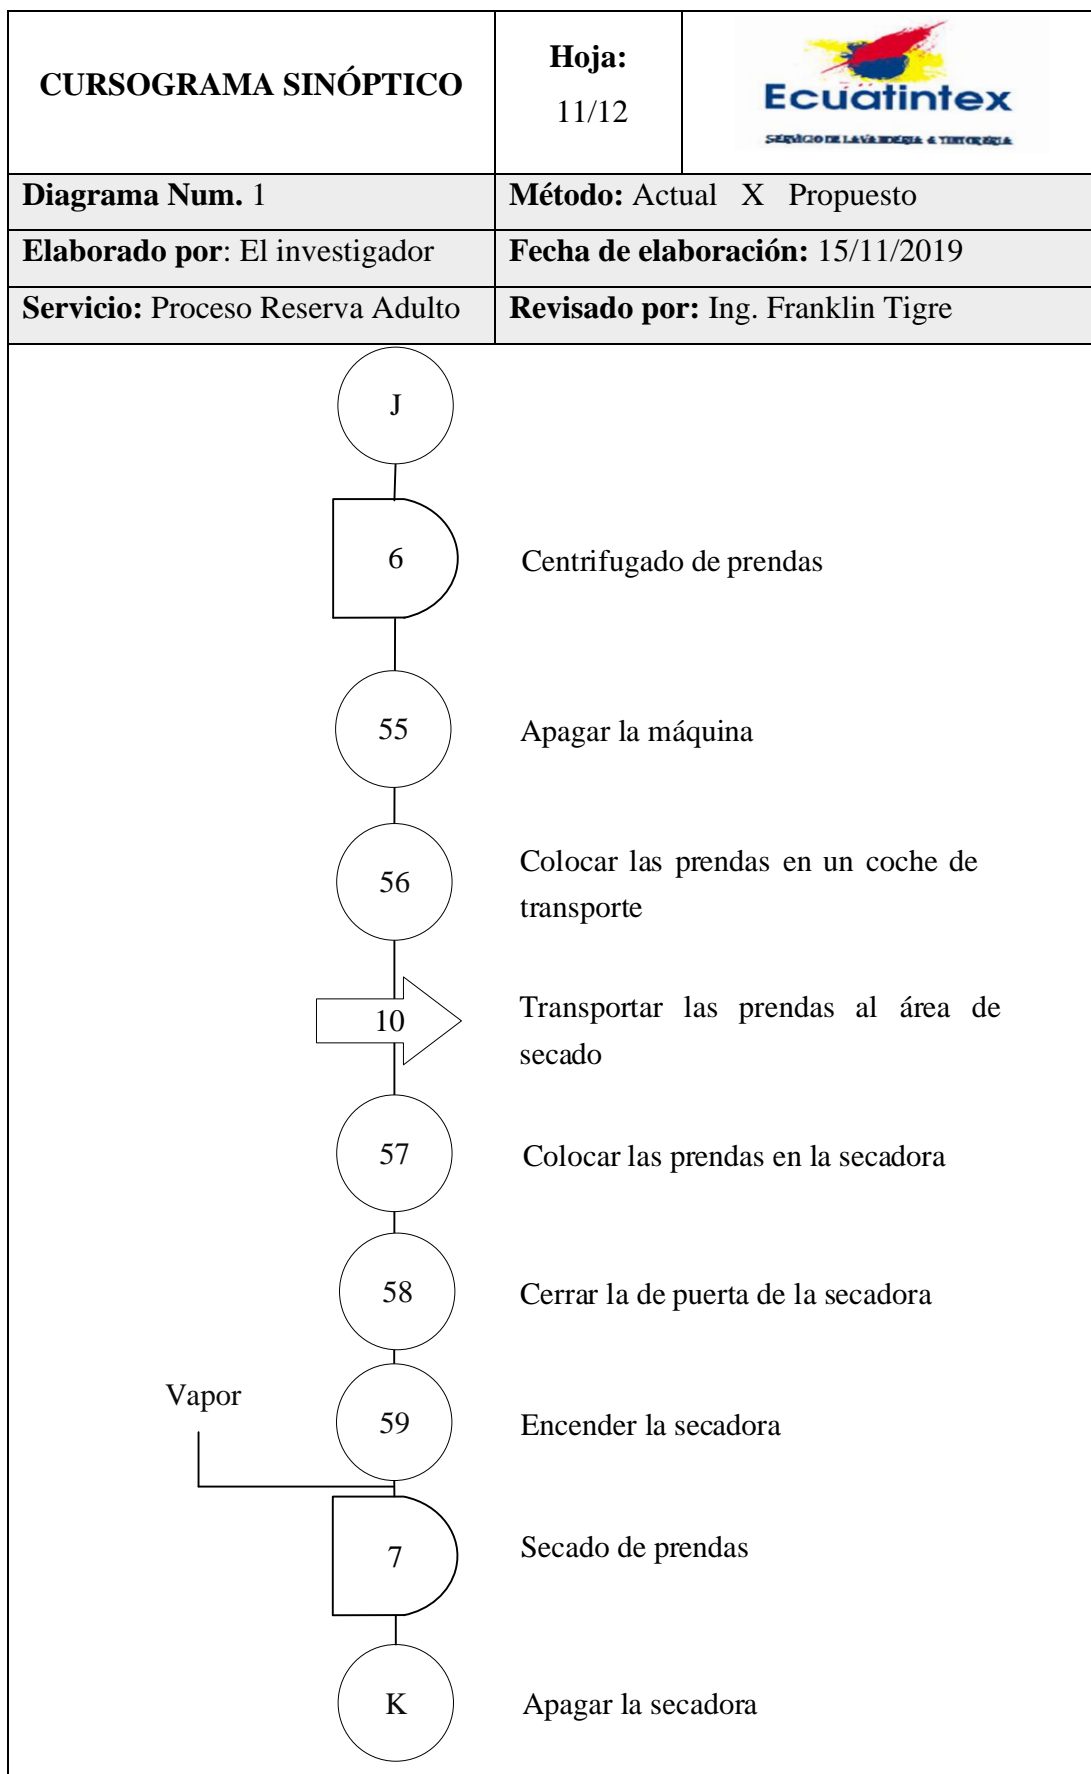 CURSOGRAMA SINÓPTICO
Hoja:
11/12
Ecuatintex
SERVICIO DE LAVANDERIA & TINTORERIA
Diagrama Num. 1
Método: Actual X Propuesto
Elaborado por: El investigador
Fecha de elaboración: 15/11/2019
Servicio: Proceso Reserva Adulto
Revisado por: Ing. Franklin Tigre
J
6
Centrifugado de prendas
55
Apagar la máquina
56
Colocar las prendas en un coche de
transporte
10
Transportar las prendas al área de
secado
57
Colocar las prendas en la secadora
58
Cerrar la de puerta de la secadora
Vapor
59
Encender la secadora
7
Secado de prendas
K
Apagar la secadora